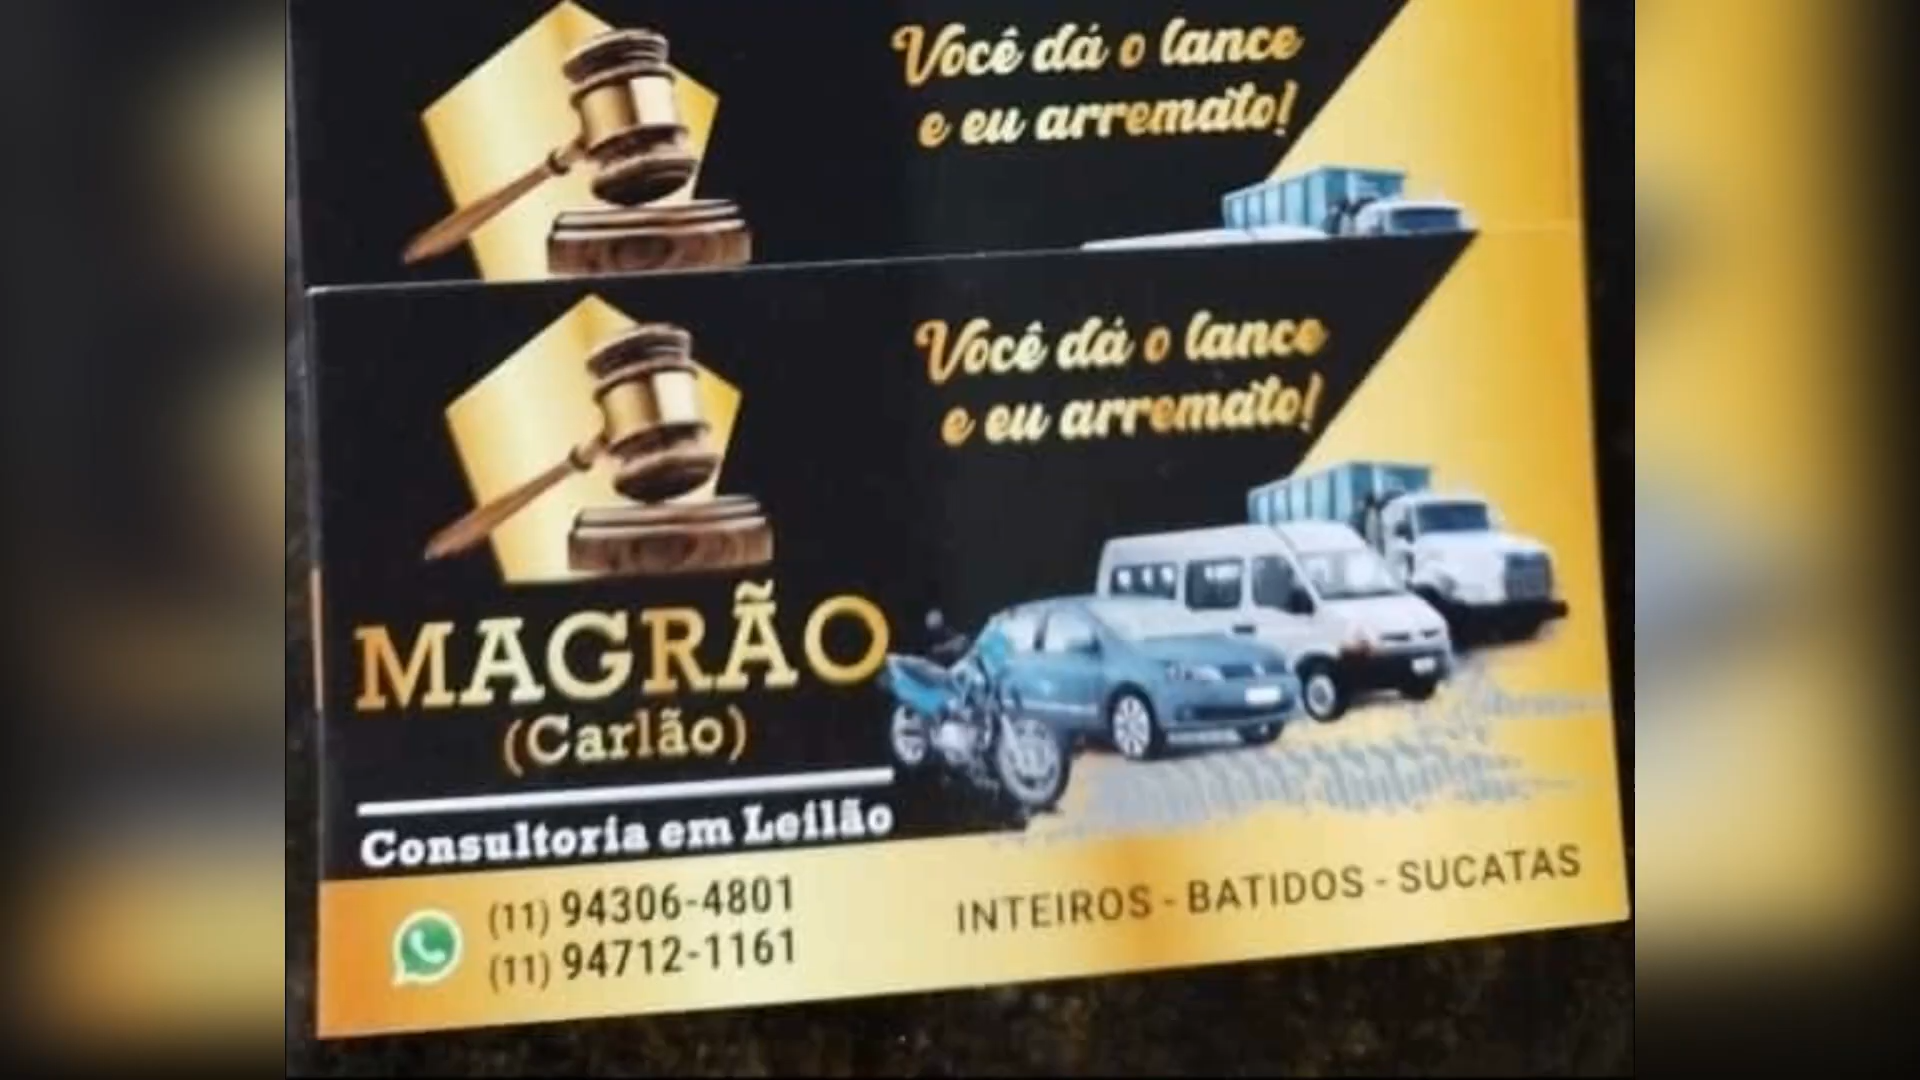 Você dá o lance
e eu arremato!
Você dá o lance
e eu arremato!
MAGRÃO
(Carlão)
Consultoria em Leilão
(11) 94306-4801
(11) 94712-1161
INTEIROS - BATIDOS - SUCATAS